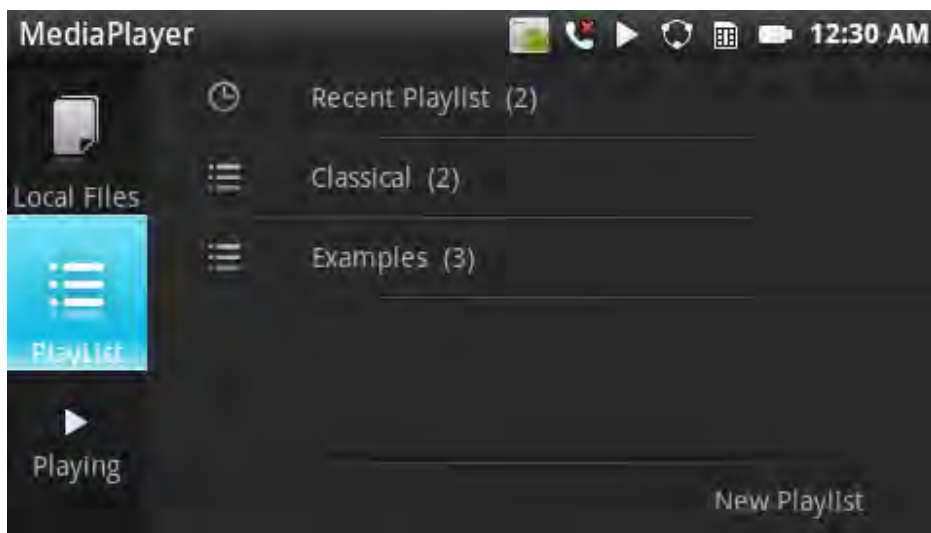 MediaPlayer 12:30 AM
Local Files
PlayList
Playing
Recent Playlist (2)
Classical (2)
Examples (3)
New Playlist